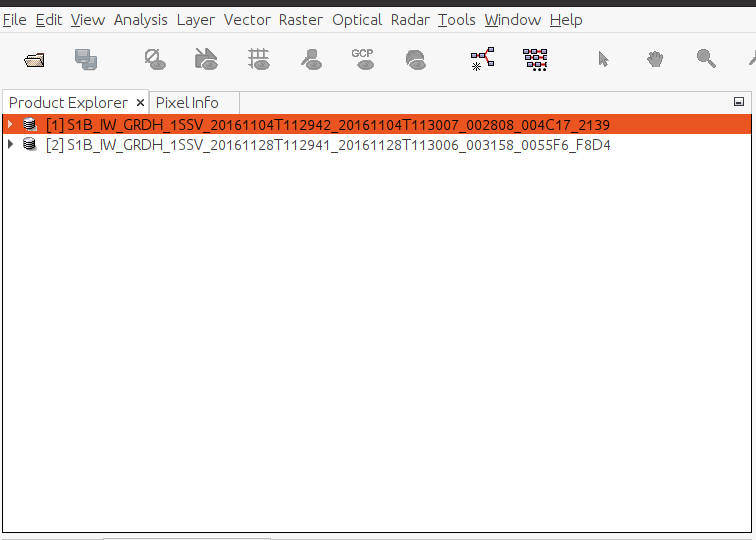 File Edit View Analysis Layer Vector Raster Optical Radar Tools Window Help
GCP
Product Explorer × Pixel Info
[1] S1B_IW_GRDH_1SSV_20161104T112942_20161104T113007_002808_004C17_2139
[2] S1B_IW_GRDH_1SSV_20161128T112941_20161128T113006_003158_0055F6_F8D4